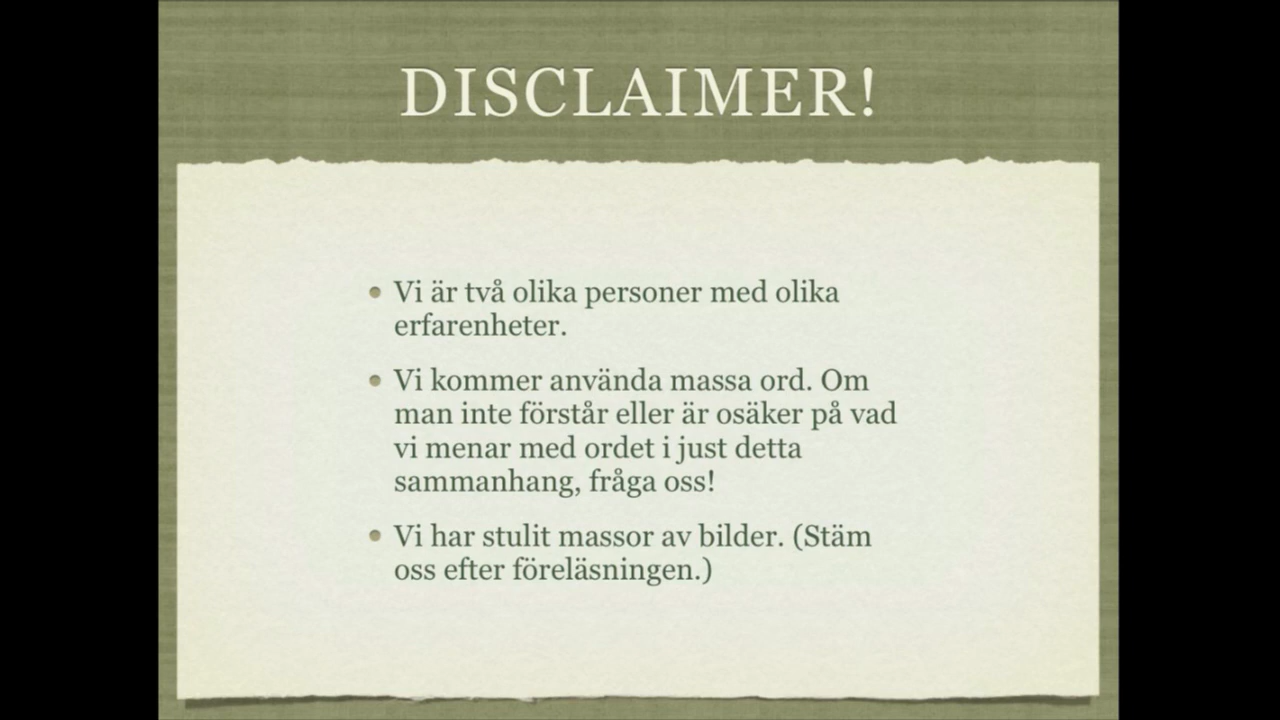 DISCLAIMER!
• Vi är två olika personer med olika
erfarenheter.
• Vi kommer använda massa ord. Om
man inte förstår eller är osäker på vad
vi menar med ordet i just detta
sammanhang, fråga oss!
• Vi har stulit massor av bilder. (Stäm
oss efter föreläsningen.)